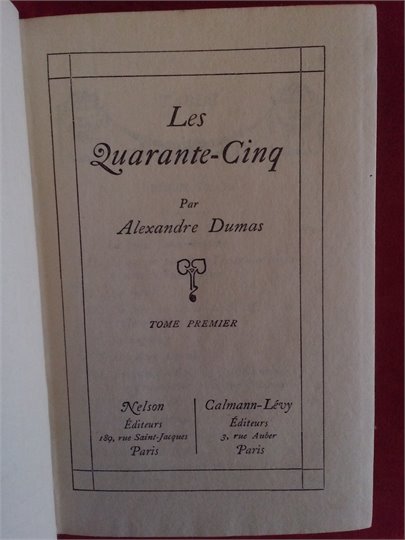 Les
Quarante-Cinq
Par
Alexandre Dumas
TOME PREMIER
Nelson
Éditeurs
189, rue Saint-Jacques
Paris
Calmann-Lévy
Éditeurs
3, rue Auber
Paris